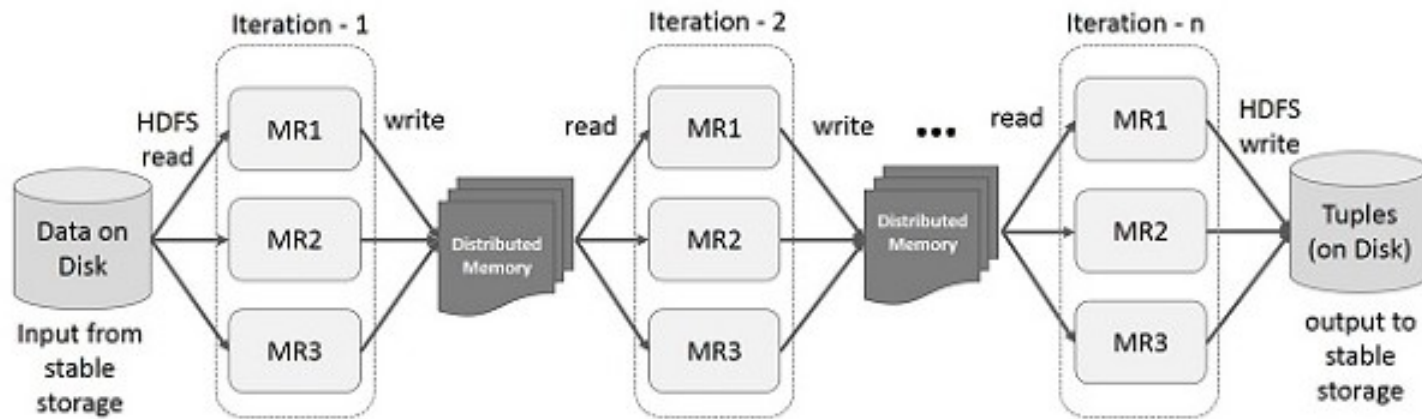 Iteration - 1
Iteration - 2
Iteration - n
HDFS
read
MR1
MR2
MR3
write
Data on
Disk
Input from
stable
storage
Distributed
Memory
read
MR1
MR2
MR3
write
•••
Distributed
Memory
read
MR1
MR2
MR3
HDFS
write
Tuples
(on Disk)
output to
stable
storage